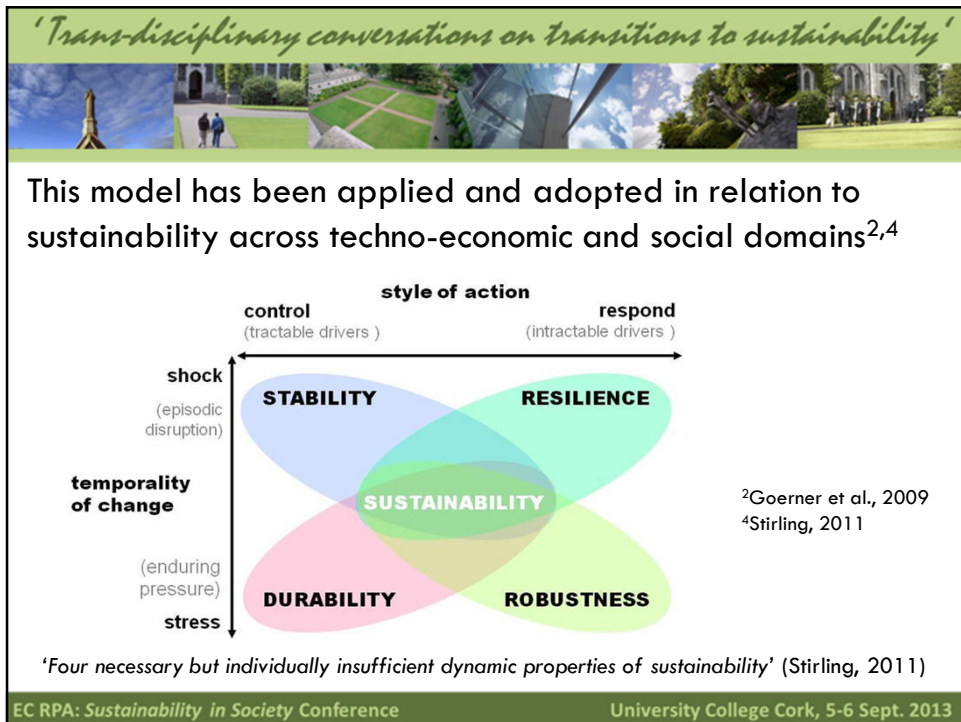 'Trans-disciplinary conversations on transitions to sustainability'
This model has been applied and adopted in relation to
sustainability across techno-economic and social domains2,4
style of action
control
(tractable drivers )
respond
(intractable drivers )
shock
(episodic
disruption)
temporality
of change
(enduring
pressure)
stress
STABILITY
RESILIENCE
SUSTAINABILITY
DURABILITY
ROBUSTNESS
2Goerner et al., 2009
4Stirling, 2011
'Four necessary but individually insufficient dynamic properties of sustainability' (Stirling, 2011)
EC RPA: Sustainability in Society Conference
University College Cork, 5-6 Sept. 2013